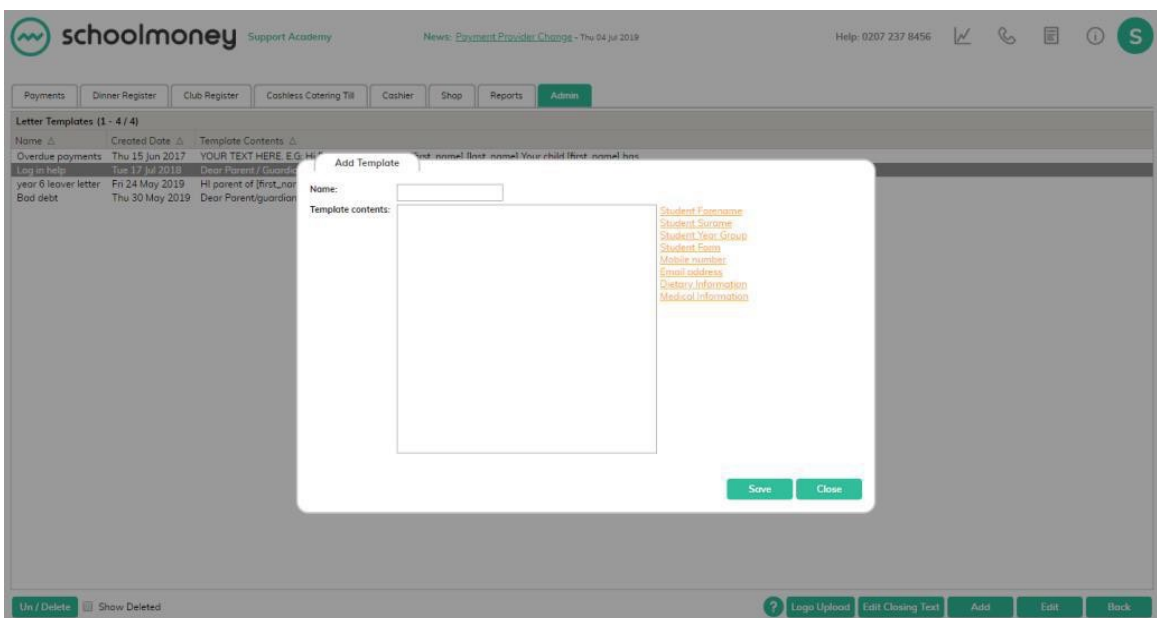 schoolmoney Support Academy News: Payment Provider Change - Thu 04 Jul 2019 Help: 0207 237 8456 S
Payments Dinner Register Club Register Cashless Catering Till Cashier Shop Reports Admin
Letter Templates (1 - 4 / 4)
Name Created Date Template Contents
Overdue payments Thu 15 Jun 2017 YOUR TEXT HERE. E.G: Hi [last_name] Your child [first_name] has
Log in help Tue 17 Jul 2018 Dear Parent / Guardia
year 6 leaver letter Fri 24 May 2019 HI parent of [first_nar
Bad debt Thu 30 May 2019 Dear Parent/guardian
Add Template
Name:
Template contents:
Student Forename
Student Surame
Student Year Group
Student Form
Mobile number
Email address
Dietary Information
Medical Information
Save Close
Un / Delete Show Deleted ? Logo Upload Edit Closing Text Add Edit Back